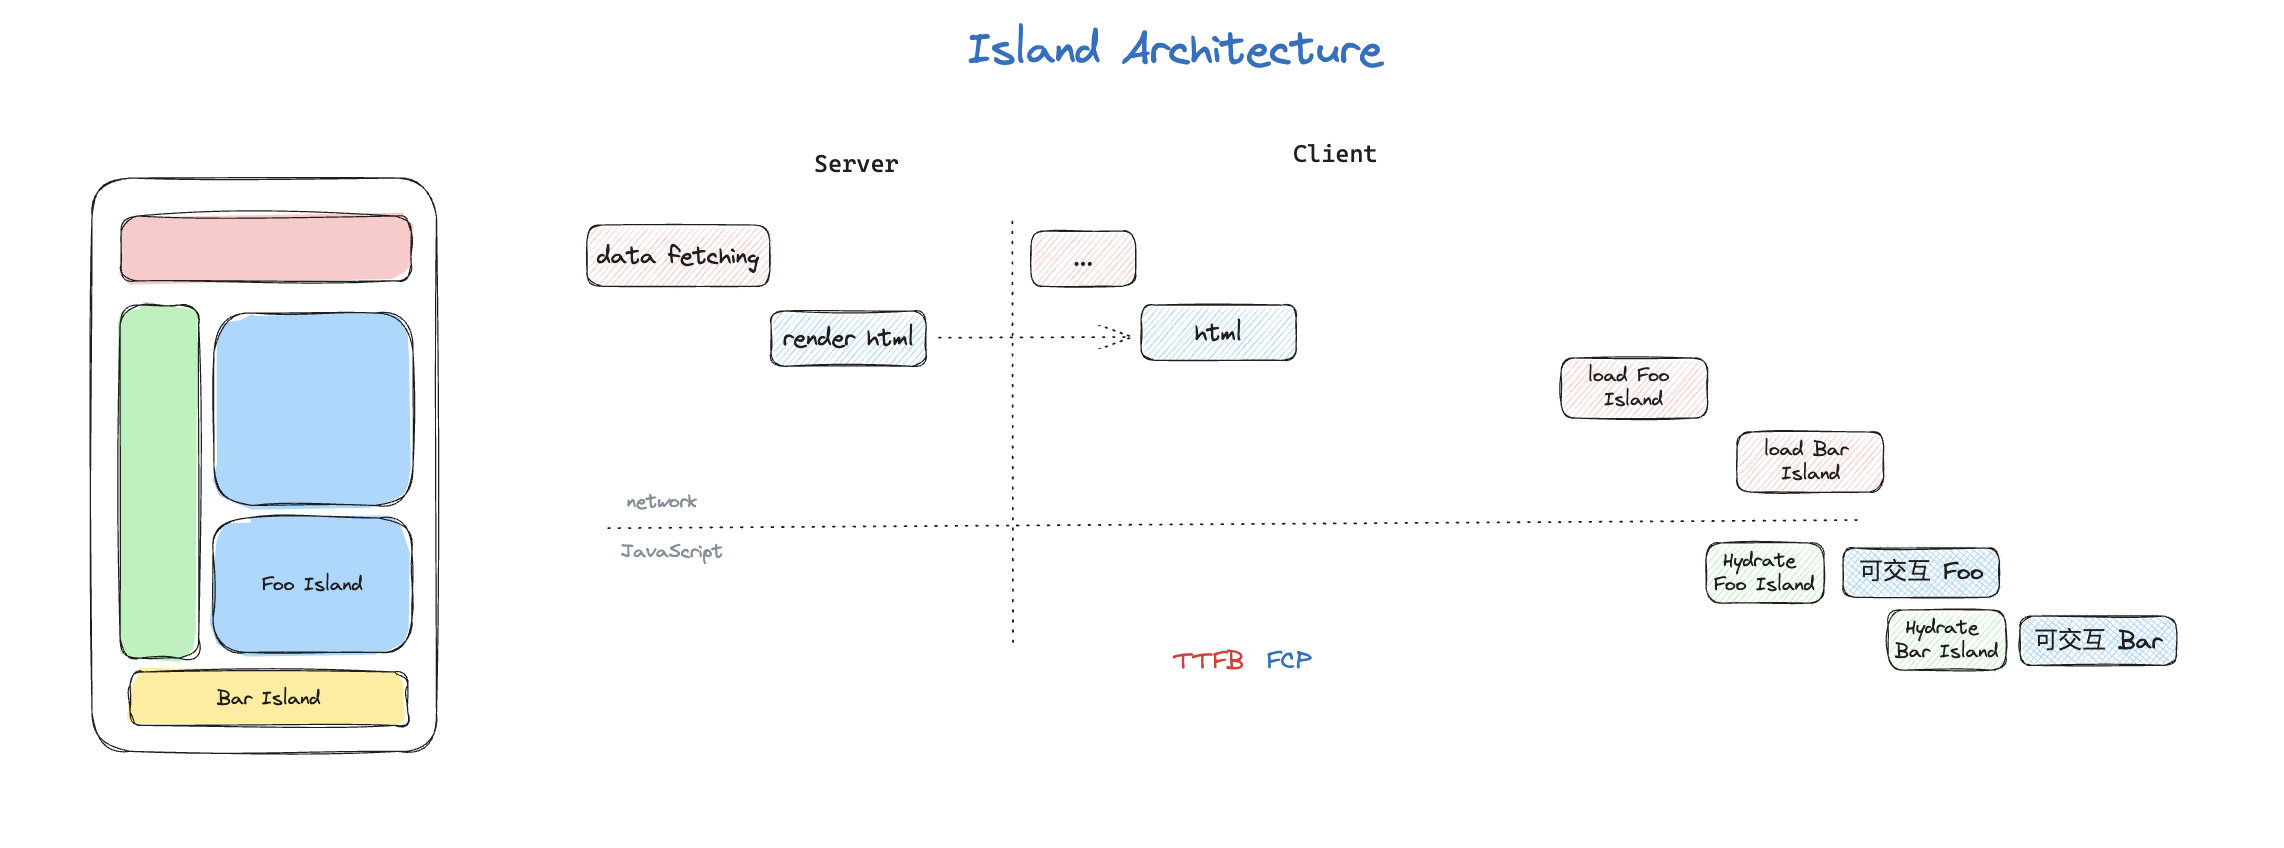 Island Architecture
Server
Client
data fetching
...
render html
html
load Foo
Island
load Bar
Island
network
JavaScript
Hydrate
Foo Island
可交互 Foo
Hydrate
Bar Island
可交互 Bar
TTFB FCP
Foo Island
Bar Island